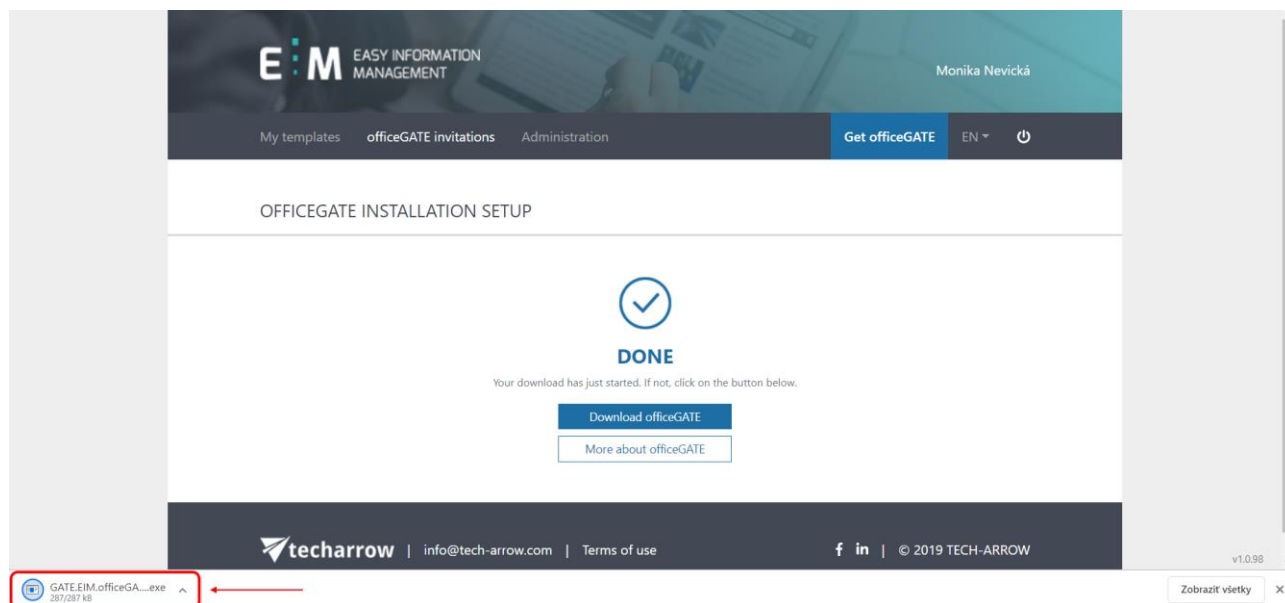 E:M EASY INFORMATION MANAGEMENT
Monika Nevická
My templates officeGATE invitations Administration Get officeGATE EN
OFFICEGATE INSTALLATION SETUP
DONE
Your download has just started. If not, click on the button below.
Download officeGATE
More about officeGATE
techarrow | info@tech-arrow.com | Terms of use f in | © 2019 TECH-ARROW
v1.0.98
GATE.EIM.officeGA....exe
287/287 kB
Zobraziť všetky